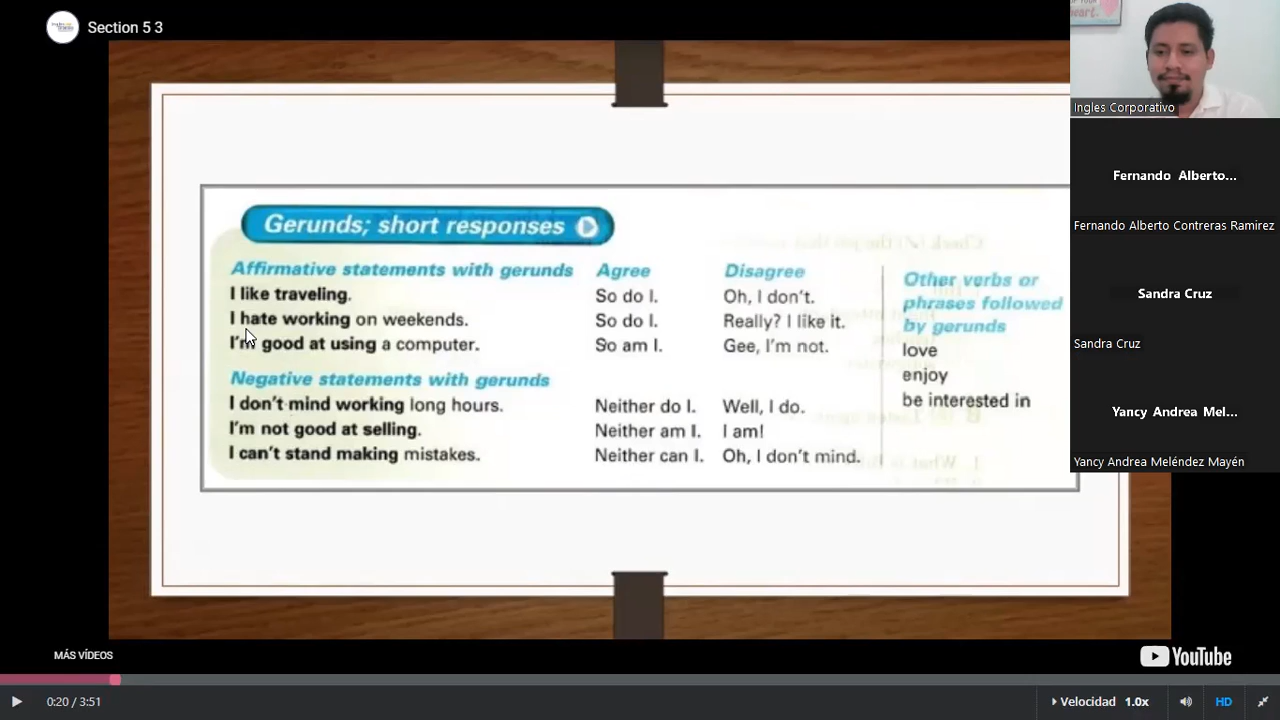 Section 5 3
Gerunds; short responses
Affirmative statements with gerunds
I like traveling.
I hate working on weekends.
I'm good at using a computer.
Negative statements with gerunds
I don't mind working long hours.
I'm not good at selling.
I can't stand making mistakes.
Agree
So do I.
So do I.
So am I.
Neither do I.
Neither am I.
Neither can I.
Disagree
Oh, I don't.
Really? I like it.
Gee, I'm not.
Well, I do.
I am!
Oh, I don't mind.
Other verbs or
phrases followed
by gerunds
love
enjoy
be interested in
Ingles Corporativo
Fernando Alberto...
Fernando Alberto Contreras Ramirez
Sandra Cruz
Sandra Cruz
Yancy Andrea Mel...
Yancy Andrea Meléndez Mayén
MÁS VÍDEOS
YouTube
0:20 / 3:51
Velocidad 1.0x
HD